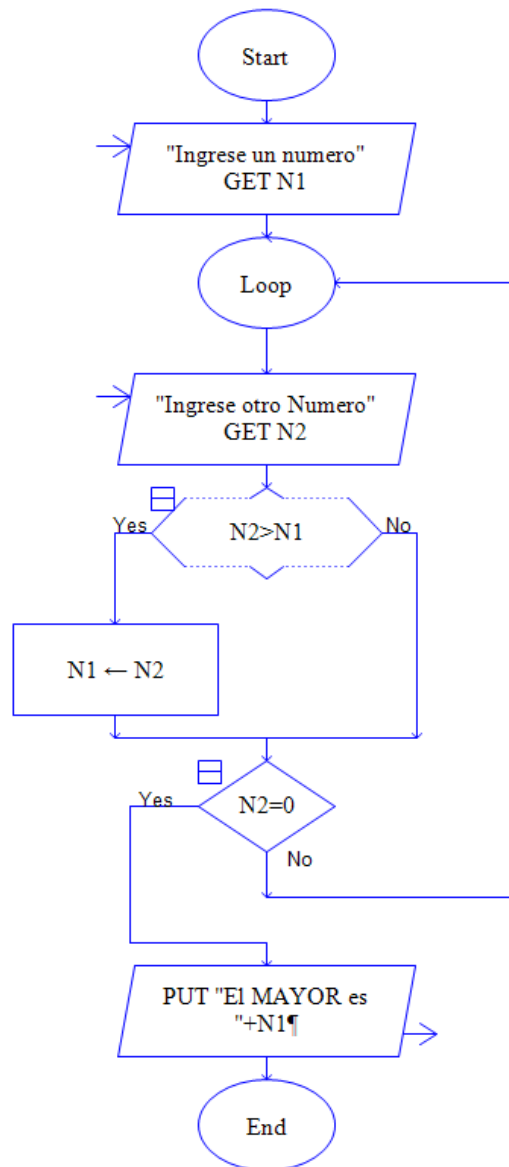 Start
"Ingrese un numero"
GET N1
Loop
"Ingrese otro Numero"
GET N2
Yes
N2>N1
No
N1 ← N2
Yes
N2=0
No
PUT "El MAYOR es
"+N1¶
End